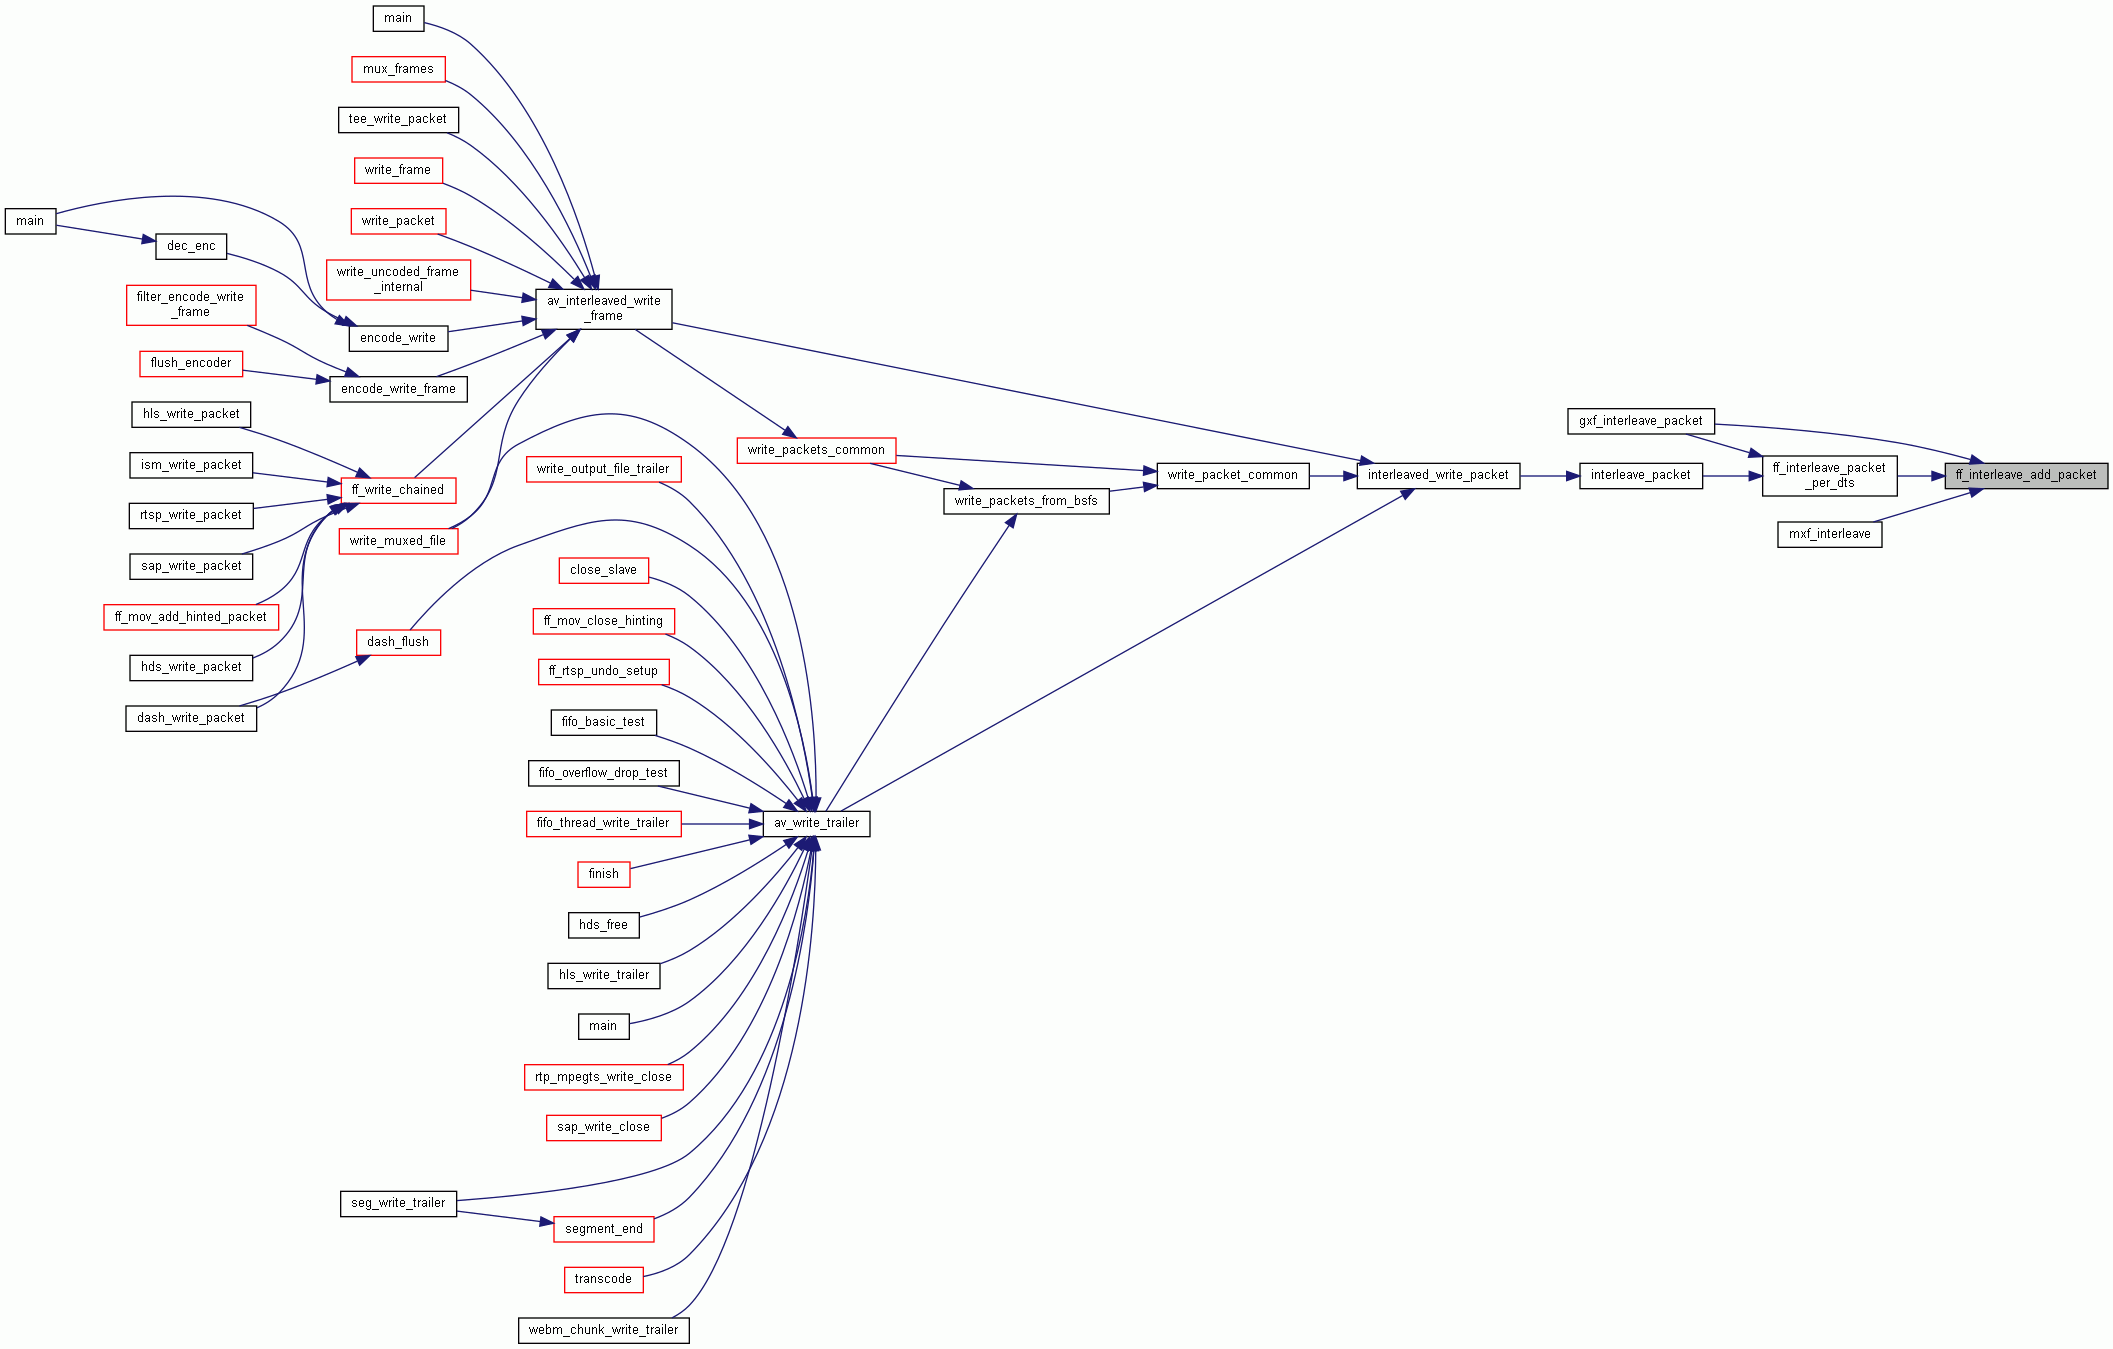 main
mux_frames
tee_write_packet
write_frame
write_packet
main
dec_enc
write_uncoded_frame
_internal
filter_encode_write
_frame
av_interleaved_write
_frame
encode_write
flush_encoder
encode_write_frame
hls_write_packet
ism_write_packet
rtsp_write_packet
sap_write_packet
ff_mov_add_hinted_packet
hds_write_packet
dash_write_packet
ff_write_chained
write_muxed_file
dash_flush
write_output_file_trailer
close_slave
ff_mov_close_hinting
ff_rtsp_undo_setup
fifo_basic_test
fifo_overflow_drop_test
fifo_thread_write_trailer
finish
hds_free
hls_write_trailer
main
rtp_mpegts_write_close
sap_write_close
seg_write_trailer
segment_end
transcode
webm_chunk_write_trailer
av_write_trailer
write_packets_common
write_packets_from_bsfs
write_packet_common
interleaved_write_packet
interleave_packet
gxf_interleave_packet
ff_interleave_packet
_per_dts
mxf_interleave
ff_interleave_add_packet